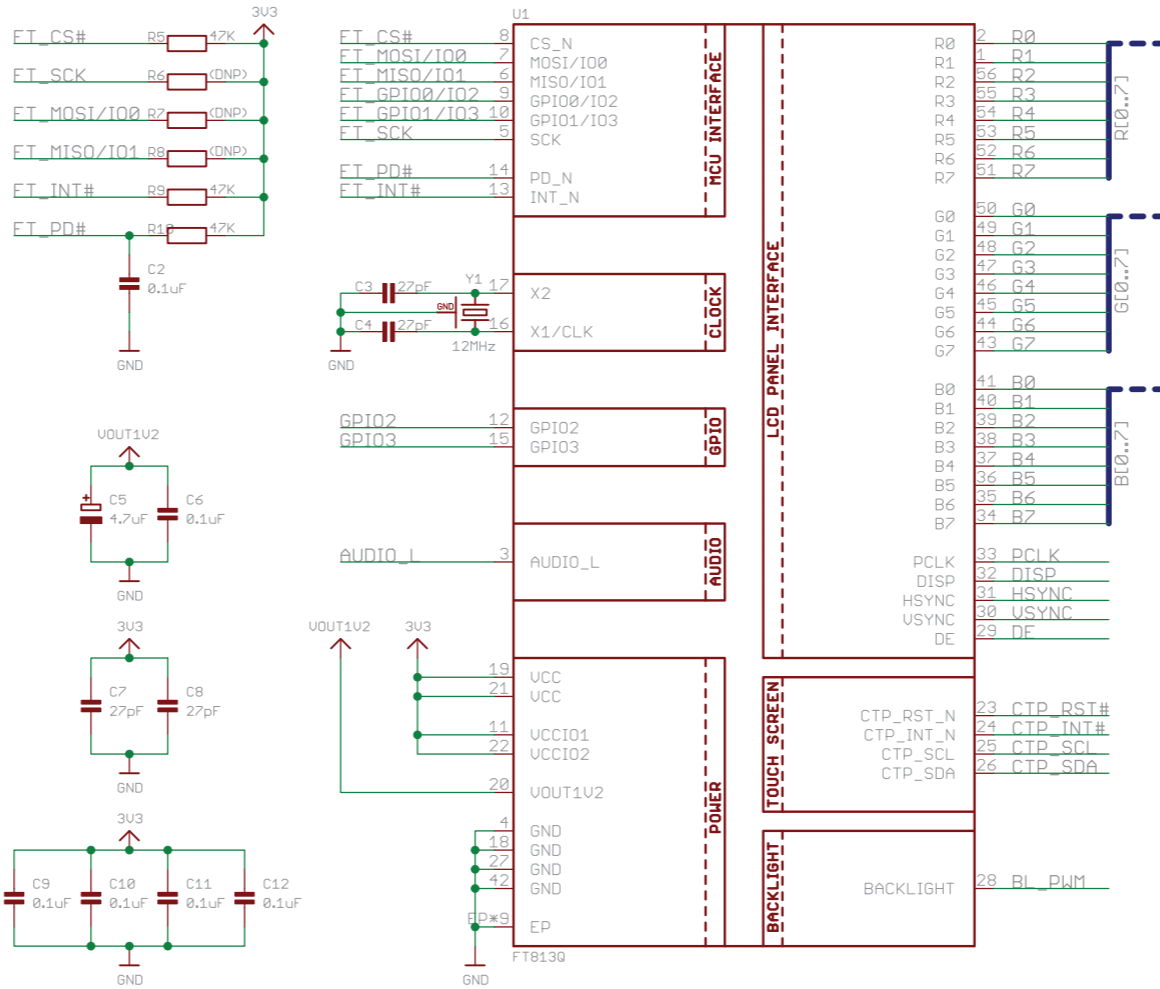 3V3
FT_CS# R5 47K
FT_SCK R6 (DNP)
FT_MOSI/IO0 R7 (DNP)
FT_MISO/IO1 R8 (DNP)
FT_INT# R9 47K
FT_PD# R10 47K
C2
0.1uF
GND
VOUT1V2
C5
4.7uF
C6
0.1uF
GND
3V3
C7
27pF
C8
27pF
GND
3V3
C9
0.1uF
C10
0.1uF
C11
0.1uF
C12
0.1uF
GND
U1
FT_CS# 8 CS_N
FT_MOSI/IO0 7 MOSI/IO0
FT_MISO/IO1 6 MISO/IO1
FT_GPIO0/IO2 9 GPIO0/IO2
FT_GPIO1/IO3 10 GPIO1/IO3
FT_SCK 5 SCK
FT_PD# 14 PD_N
FT_INT# 13 INT_N
MCU INTERFACE
C3 27pF
Y1
17 X2
GND
C4 27pF
16 X1/CLK
12MHz
GND
CLOCK
GPIO2 12 GPIO2
GPIO3 15 GPIO3
GPIO
AUDIO_L 3 AUDIO_L
AUDIO
VOUT1V2
3V3
19 VCC
21 VCC
11 VCCIO1
22 VCCIO2
20 VOUT1V2
4 GND
18 GND
27 GND
42 GND
EP*9 EP
POWER
GND
FT813Q
LCD PANEL INTERFACE
R0 2 R0
R1 1 R1
R2 56 R2
R3 55 R3
R4 54 R4
R5 53 R5
R6 52 R6
R7 51 R7
R[0..7]
G0 50 G0
G1 49 G1
G2 48 G2
G3 47 G3
G4 46 G4
G5 45 G5
G6 44 G6
G7 43 G7
G[0..7]
B0 41 B0
B1 40 B1
B2 39 B2
B3 38 B3
B4 37 B4
B5 36 B5
B6 35 B6
B7 34 B7
B[0..7]
PCLK 33 PCLK
DISP 32 DISP
HSYNC 31 HSYNC
VSYNC 30 VSYNC
DE 29 DE
TOUCH SCREEN
CTP_RST_N 23 CTP_RST#
CTP_INT_N 24 CTP_INT#
CTP_SCL 25 CTP_SCL
CTP_SDA 26 CTP_SDA
BACKLIGHT
BACKLIGHT 28 BL_PWM